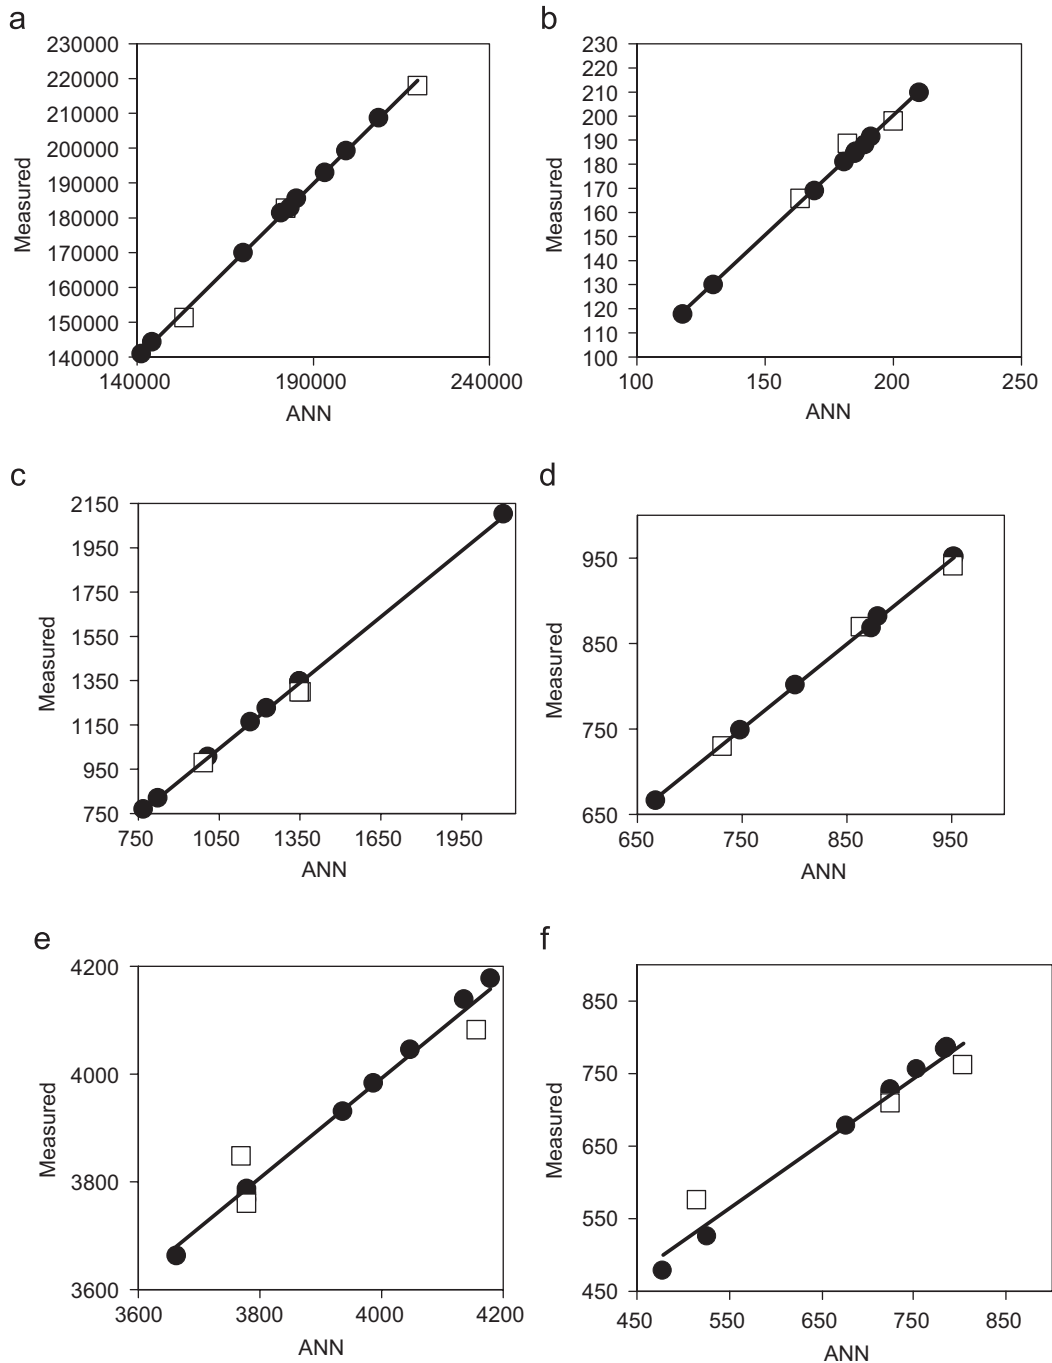 a
230000
220000
210000
200000
190000
180000
170000
160000
150000
140000
140000 190000 240000
Measured
ANN
b
230
220
210
200
190
180
170
160
150
140
130
120
110
100
100 150 200 250
Measured
ANN
c
2150
1950
1750
1550
1350
1150
950
750
750 1050 1350 1650 1950
Measured
ANN
d
950
850
750
650
650 750 850 950
Measured
ANN
e
4200
4000
3800
3600
3600 3800 4000 4200
Measured
ANN
f
850
750
650
550
450
450 550 650 750 850
Measured
ANN